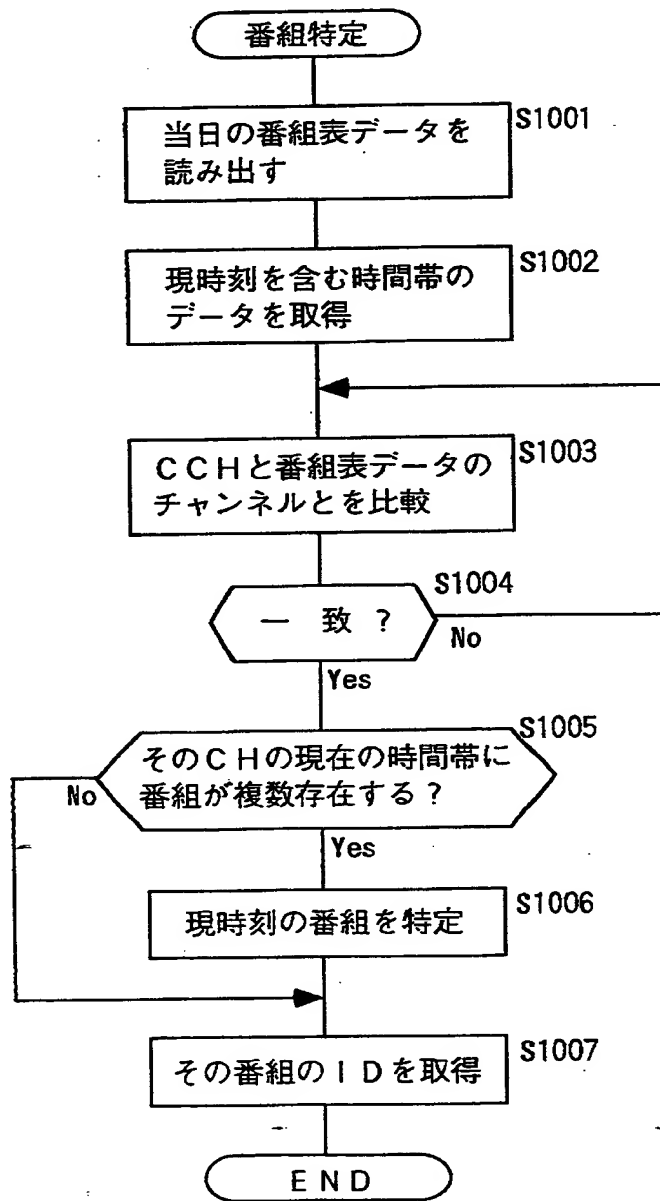 番組特定
S1001
当日の番組表データを
読み出す
S1002
現時刻を含む時間帯の
データを取得
S1003
CCHと番組表データの
チャンネルとを比較
S1004
一 致 ?
No
Yes
S1005
そのCHの現在の時間帯に
番組が複数存在する?
No
Yes
S1006
現時刻の番組を特定
S1007
その番組のIDを取得
END